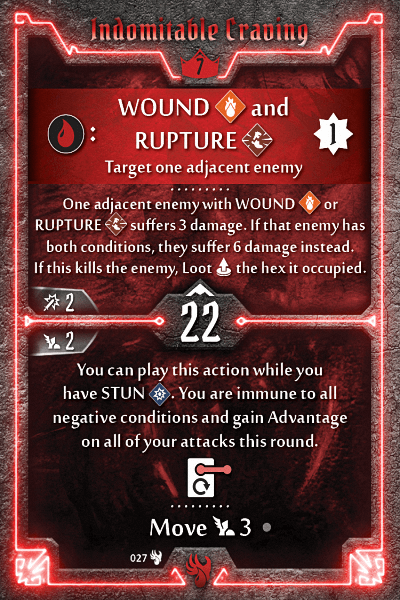 Indomitable Craving
7
: WOUND and
RUPTURE
1
Target one adjacent enemy
One adjacent enemy with WOUND or
RUPTURE suffers 3 damage. If that enemy has
both conditions, they suffer 6 damage instead.
If this kills the enemy, Loot the hex it occupied.
2
22
2
You can play this action while you
have STUN . You are immune to all
negative conditions and gain Advantage
on all of your attacks this round.
Move 3
027